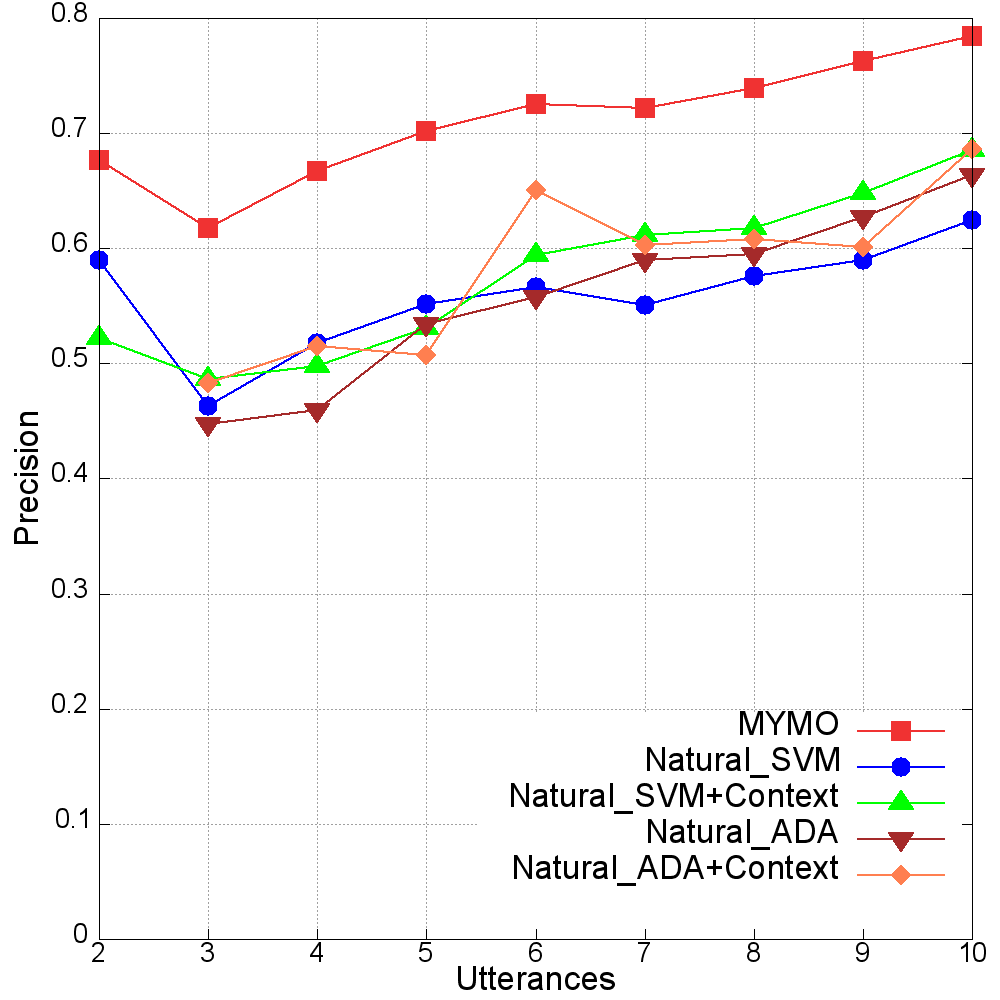 0.8
0.7
0.6
0.5
0.4
0.3
0.2
0.1
0
Precision
MYMO
Natural_SVM
Natural_SVM+Context
Natural_ADA
Natural_ADA+Context
2 3 4 5 6 7 8 9 10
Utterances